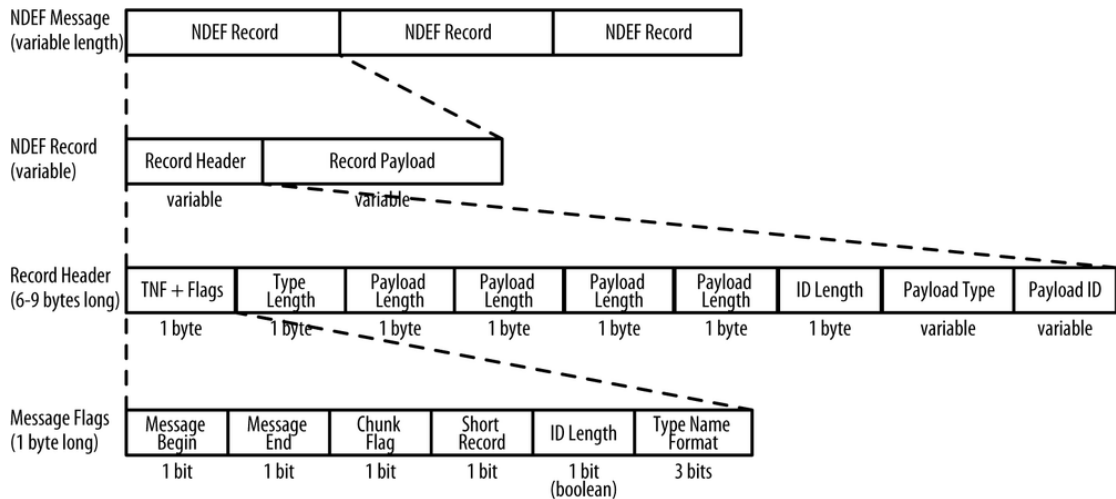 NDEF Message
(variable length)
NDEF Record
NDEF Record
NDEF Record
NDEF Record
(variable)
Record Header
Record Payload
variable
variable
Record Header
(6-9 bytes long)
TNF + Flags
Type
Length
Payload
Length
Payload
Length
Payload
Length
Payload
Length
ID Length
Payload Type
Payload ID
1 byte
1 byte
1 byte
1 byte
1 byte
1 byte
1 byte
variable
variable
Message Flags
(1 byte long)
Message
Begin
Message
End
Chunk
Flag
Short
Record
ID Length
Type Name
Format
1 bit
1 bit
1 bit
1 bit
1 bit
(boolean)
3 bits